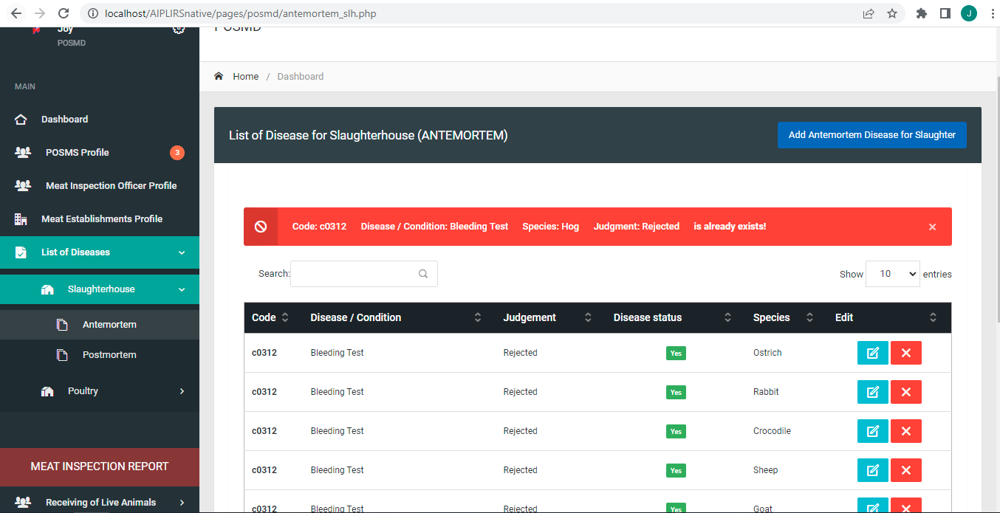 localhost/AIPLIRSnative/pages/posmd/antemortem_slh.php
J
Joy
POSMD
POSMD
Home / Dashboard
MAIN
Dashboard
POSMS Profile 3
Meat Inspection Officer Profile
Meat Establishments Profile
List of Diseases
Slaughterhouse
Antemortem
Postmortem
Poultry
MEAT INSPECTION REPORT
Receiving of Live Animals
List of Disease for Slaughterhouse (ANTEMORTEM)
Add Antemortem Disease for Slaughter
Code: c0312 Disease / Condition: Bleeding Test Species: Hog Judgment: Rejected is already exists! ×
Search:
Show 10 entries
Code Disease / Condition Judgement Disease status Species Edit
c0312 Bleeding Test Rejected Yes Ostrich
c0312 Bleeding Test Rejected Yes Rabbit
c0312 Bleeding Test Rejected Yes Crocodile
c0312 Bleeding Test Rejected Yes Sheep
c0312 Bleeding Test Rejected Yes Goat